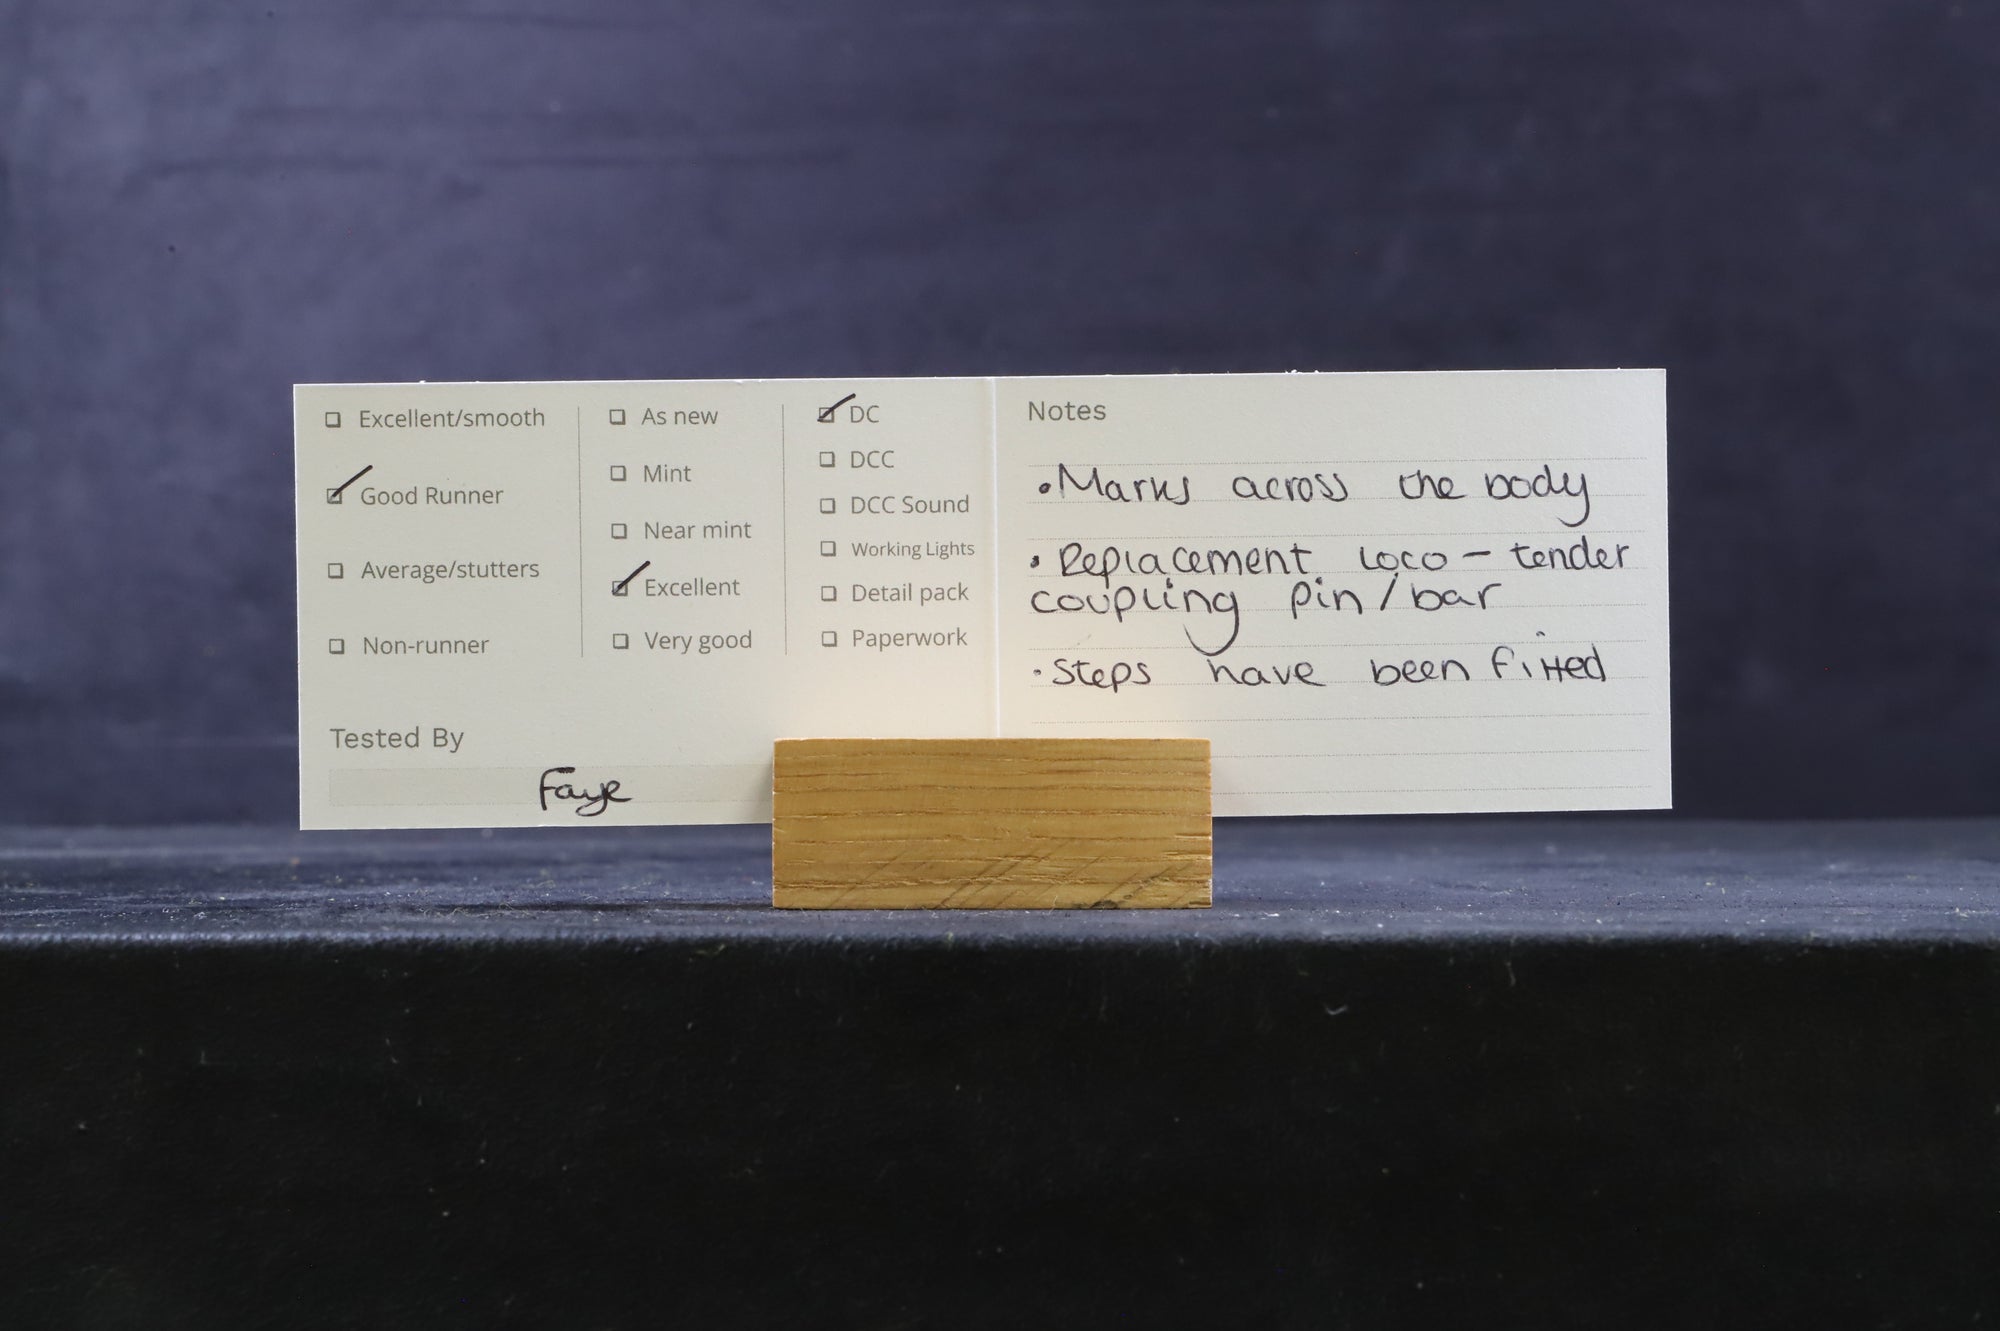 ☐ Excellent/smooth
☑ Good Runner
☐ Average/stutters
☐ Non-runner
☐ As new
☐ Mint
☐ Near mint
☑ Excellent
☐ Very good
☑ DC
☐ DCC
☐ DCC Sound
☐ Working Lights
☐ Detail pack
☐ Paperwork
Tested By
Faye
Notes
• Marks across the body
• Replacement loco - tender
coupling pin / bar
• Steps have been fitted